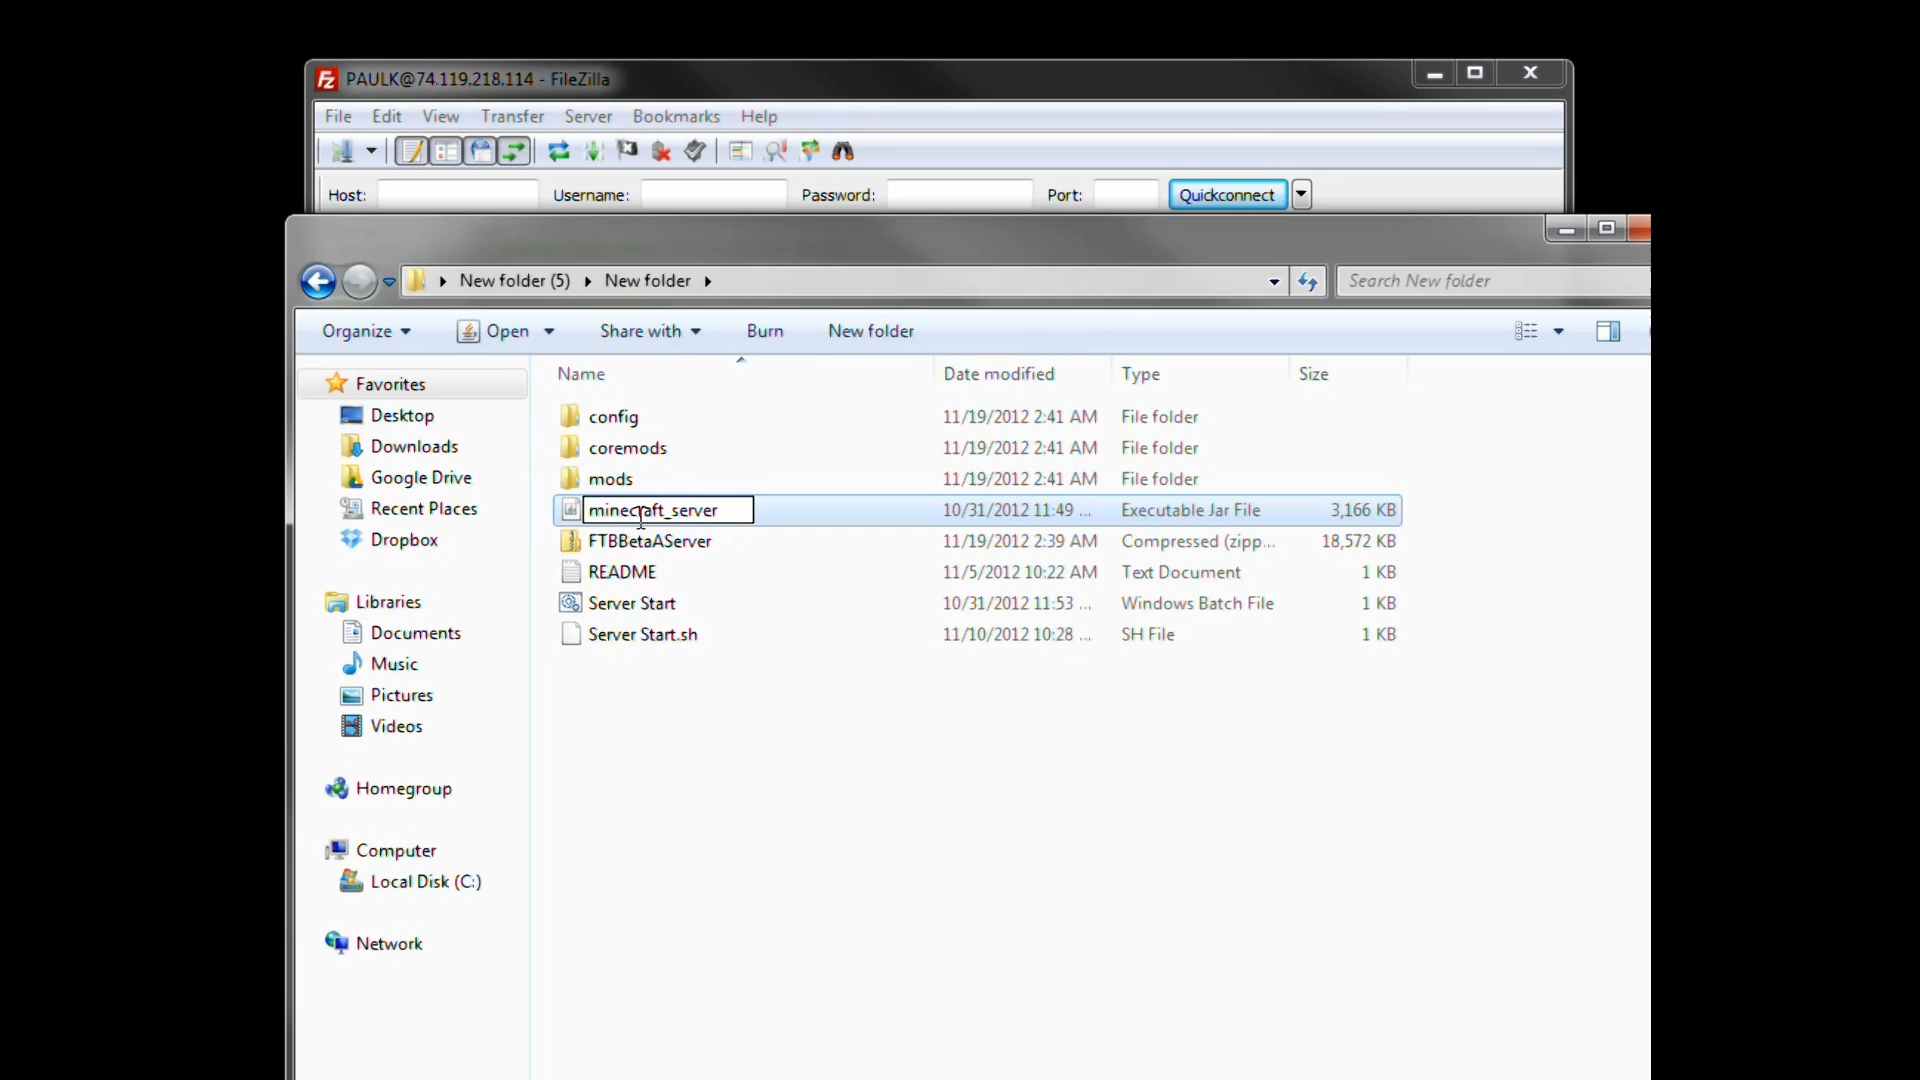 PAULK@74.119.218.114 - FileZilla
File Edit View Transfer Server Bookmarks Help
Host: Username: Password: Port: Quickconnect
New folder (5) New folder Search New folder
Organize Open Share with Burn New folder
Name Date modified Type Size
Favorites
Desktop
Downloads
Google Drive
Recent Places
Dropbox
Libraries
Documents
Music
Pictures
Videos
Homegroup
Computer
Local Disk (C:)
Network
config 11/19/2012 2:41 AM File folder
coremods 11/19/2012 2:41 AM File folder
mods 11/19/2012 2:41 AM File folder
minecraft_server 10/31/2012 11:49 ... Executable Jar File 3,166 KB
FTBBetaAServer 11/19/2012 2:39 AM Compressed (zipp... 18,572 KB
README 11/5/2012 10:22 AM Text Document 1 KB
Server Start 10/31/2012 11:53 ... Windows Batch File 1 KB
Server Start.sh 11/10/2012 10:28 ... SH File 1 KB